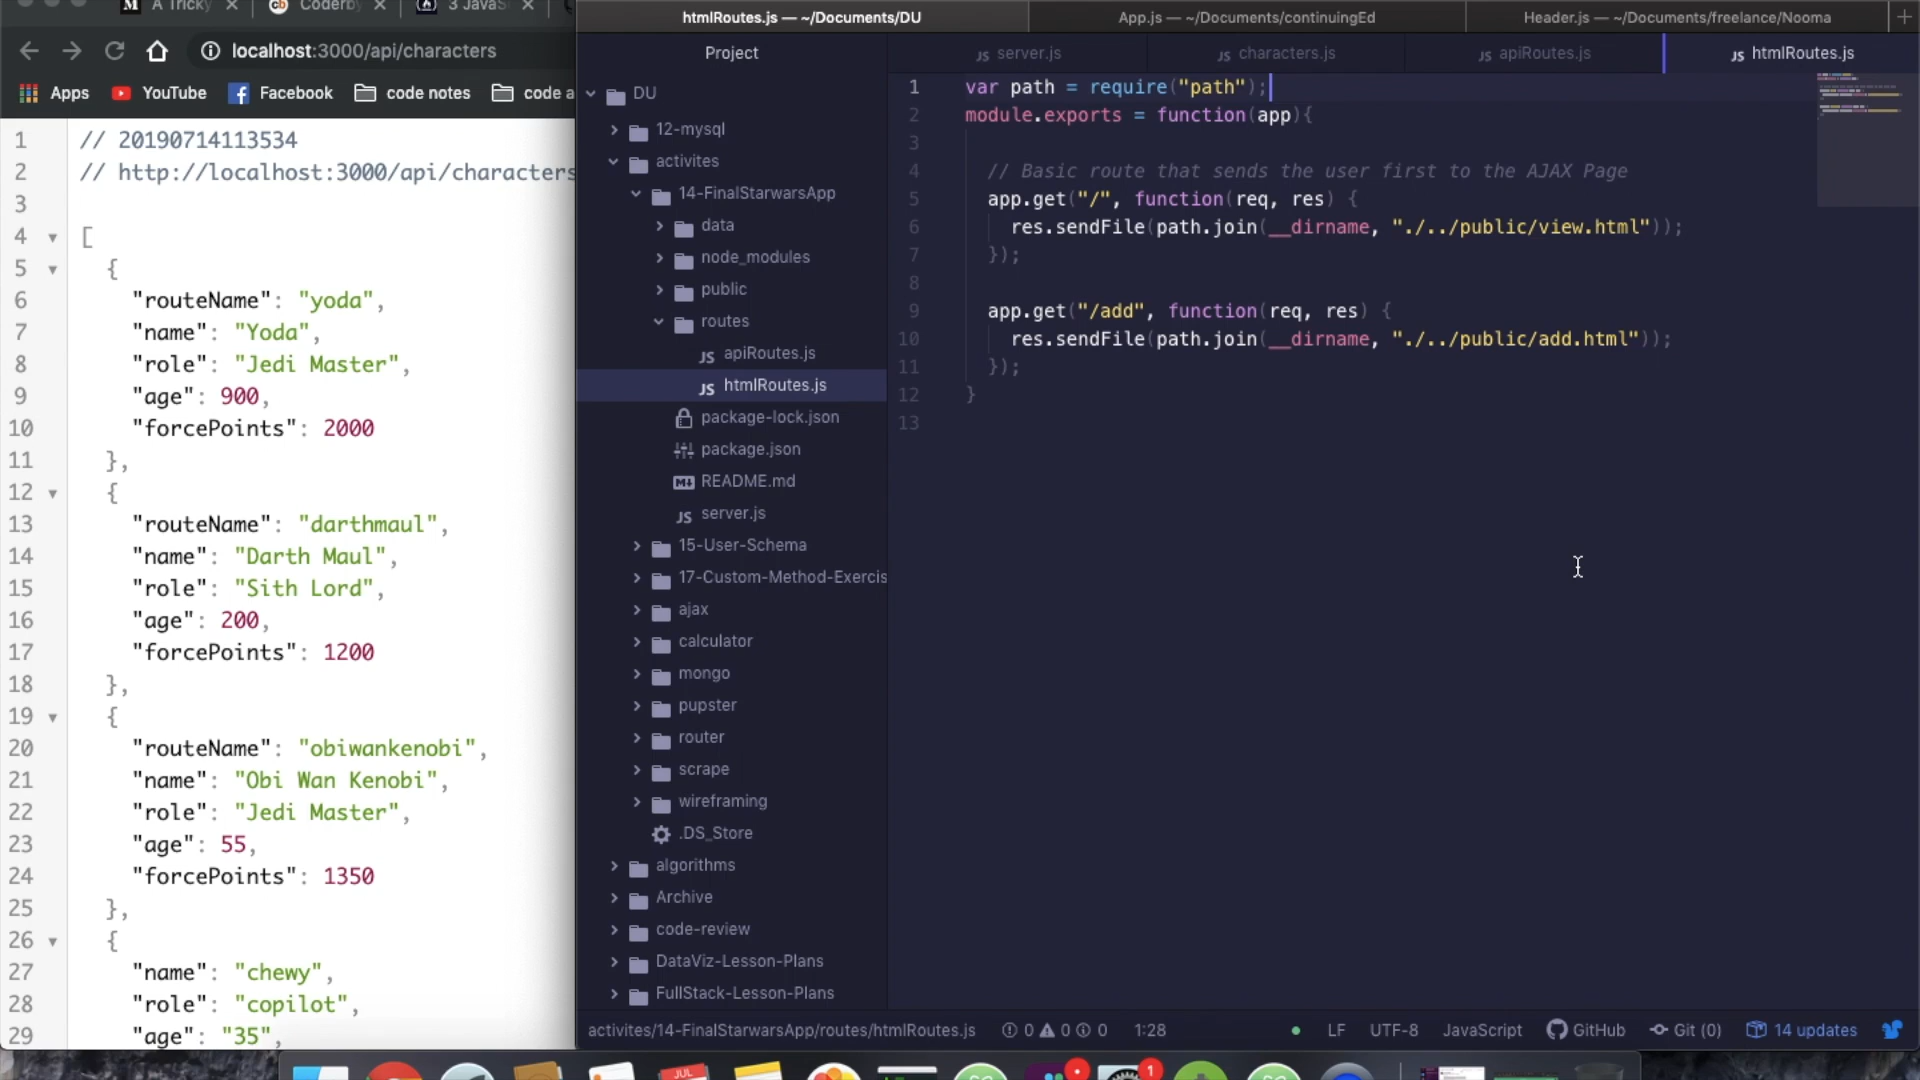 A Tricky
Coderby
3 JavaS
localhost:3000/api/characters
Apps YouTube Facebook code notes code a
1 // 20190714113534
2 // http://localhost:3000/api/characters
3
4 [
5 {
6 "routeName": "yoda",
7 "name": "Yoda",
8 "role": "Jedi Master",
9 "age": 900,
10 "forcePoints": 2000
11 },
12 {
13 "routeName": "darthmaul",
14 "name": "Darth Maul",
15 "role": "Sith Lord",
16 "age": 200,
17 "forcePoints": 1200
18 },
19 {
20 "routeName": "obiwankenobi",
21 "name": "Obi Wan Kenobi",
22 "role": "Jedi Master",
23 "age": 55,
24 "forcePoints": 1350
25 },
26 {
27 "name": "chewy",
28 "role": "copilot",
29 "age": "35",
htmlRoutes.js — ~/Documents/DU
App.js — ~/Documents/continuingEd
Header.js — ~/Documents/freelance/Nooma
Project
DU
12-mysql
activites
14-FinalStarwarsApp
data
node_modules
public
routes
JS apiRoutes.js
JS htmlRoutes.js
package-lock.json
package.json
README.md
JS server.js
15-User-Schema
17-Custom-Method-Exercis
ajax
calculator
mongo
pupster
router
scrape
wireframing
.DS_Store
algorithms
Archive
code-review
DataViz-Lesson-Plans
FullStack-Lesson-Plans
JS server.js
JS characters.js
JS apiRoutes.js
JS htmlRoutes.js
1 var path = require("path");
2 module.exports = function(app){
3
4 // Basic route that sends the user first to the AJAX Page
5 app.get("/", function(req, res) {
6 res.sendFile(path.join(__dirname, "./../public/view.html"));
7 });
8
9 app.get("/add", function(req, res) {
10 res.sendFile(path.join(__dirname, "./../public/add.html"));
11 });
12 }
13
activites/14-FinalStarwarsApp/routes/htmlRoutes.js 0 0 0 1:28 LF UTF-8 JavaScript GitHub Git (0) 14 updates
JUL
1